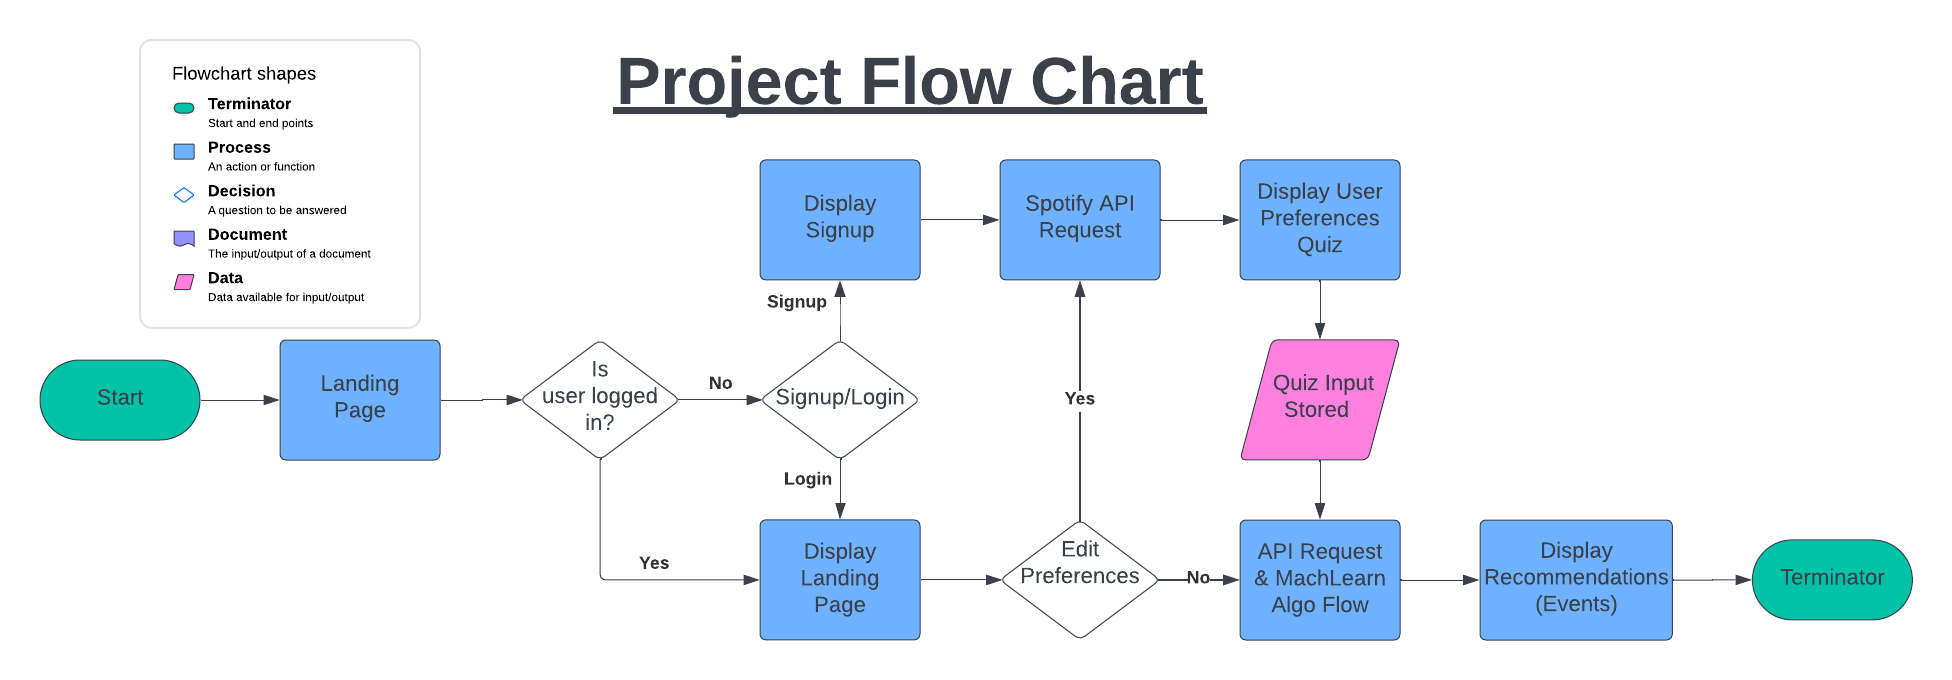 Project Flow Chart
Flowchart shapes
Terminator
Start and end points
Process
An action or function
Decision
A question to be answered
Document
The input/output of a document
Data
Data available for input/output
Start
Landing
Page
Is
user logged
in?
No
Yes
Signup/Login
Signup
Login
Display
Signup
Spotify API
Request
Display User
Preferences
Quiz
Quiz Input
Stored
Display
Landing
Page
Edit
Preferences
Yes
No
API Request
& MachLearn
Algo Flow
Display
Recommendations
(Events)
Terminator